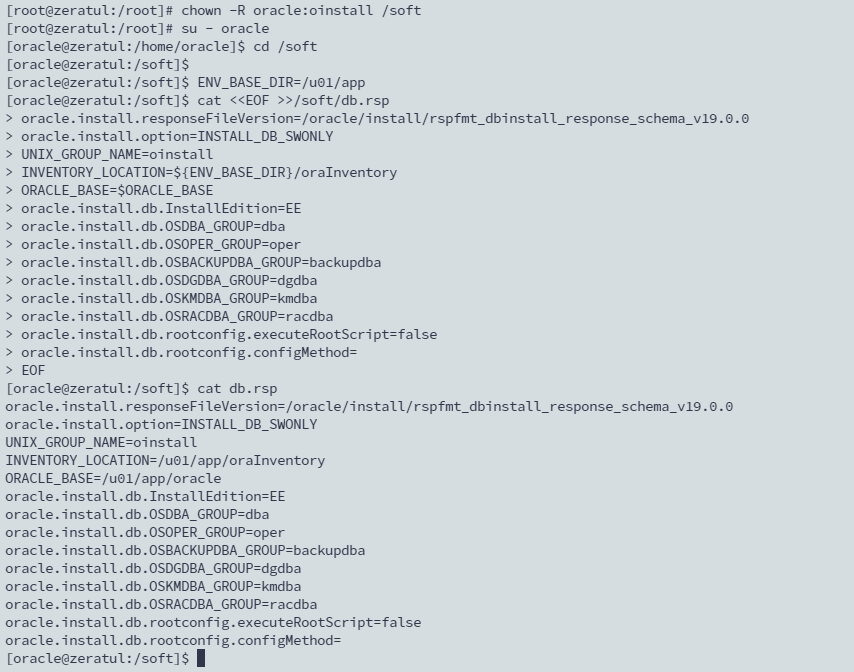 [root@zeratul:/root]# chown -R oracle:oinstall /soft
[root@zeratul:/root]# su - oracle
[oracle@zeratul:/home/oracle]$ cd /soft
[oracle@zeratul:/soft]$
[oracle@zeratul:/soft]$ ENV_BASE_DIR=/u01/app
[oracle@zeratul:/soft]$ cat <<EOF >>/soft/db.rsp
> oracle.install.responseFileVersion=/oracle/install/rspfmt_dbinstall_response_schema_v19.0.0
> oracle.install.option=INSTALL_DB_SWONLY
> UNIX_GROUP_NAME=oinstall
> INVENTORY_LOCATION=${ENV_BASE_DIR}/oraInventory
> ORACLE_BASE=$ORACLE_BASE
> oracle.install.db.InstallEdition=EE
> oracle.install.db.OSDBA_GROUP=dba
> oracle.install.db.OSOPER_GROUP=oper
> oracle.install.db.OSBACKUPDBA_GROUP=backupdba
> oracle.install.db.OSDGDBA_GROUP=dgdba
> oracle.install.db.OSKMDBA_GROUP=kmdba
> oracle.install.db.OSRACDBA_GROUP=racdba
> oracle.install.db.rootconfig.executeRootScript=false
> oracle.install.db.rootconfig.configMethod=
> EOF
[oracle@zeratul:/soft]$ cat db.rsp
oracle.install.responseFileVersion=/oracle/install/rspfmt_dbinstall_response_schema_v19.0.0
oracle.install.option=INSTALL_DB_SWONLY
UNIX_GROUP_NAME=oinstall
INVENTORY_LOCATION=/u01/app/oraInventory
ORACLE_BASE=/u01/app/oracle
oracle.install.db.InstallEdition=EE
oracle.install.db.OSDBA_GROUP=dba
oracle.install.db.OSOPER_GROUP=oper
oracle.install.db.OSBACKUPDBA_GROUP=backupdba
oracle.install.db.OSDGDBA_GROUP=dgdba
oracle.install.db.OSKMDBA_GROUP=kmdba
oracle.install.db.OSRACDBA_GROUP=racdba
oracle.install.db.rootconfig.executeRootScript=false
oracle.install.db.rootconfig.configMethod=
[oracle@zeratul:/soft]$